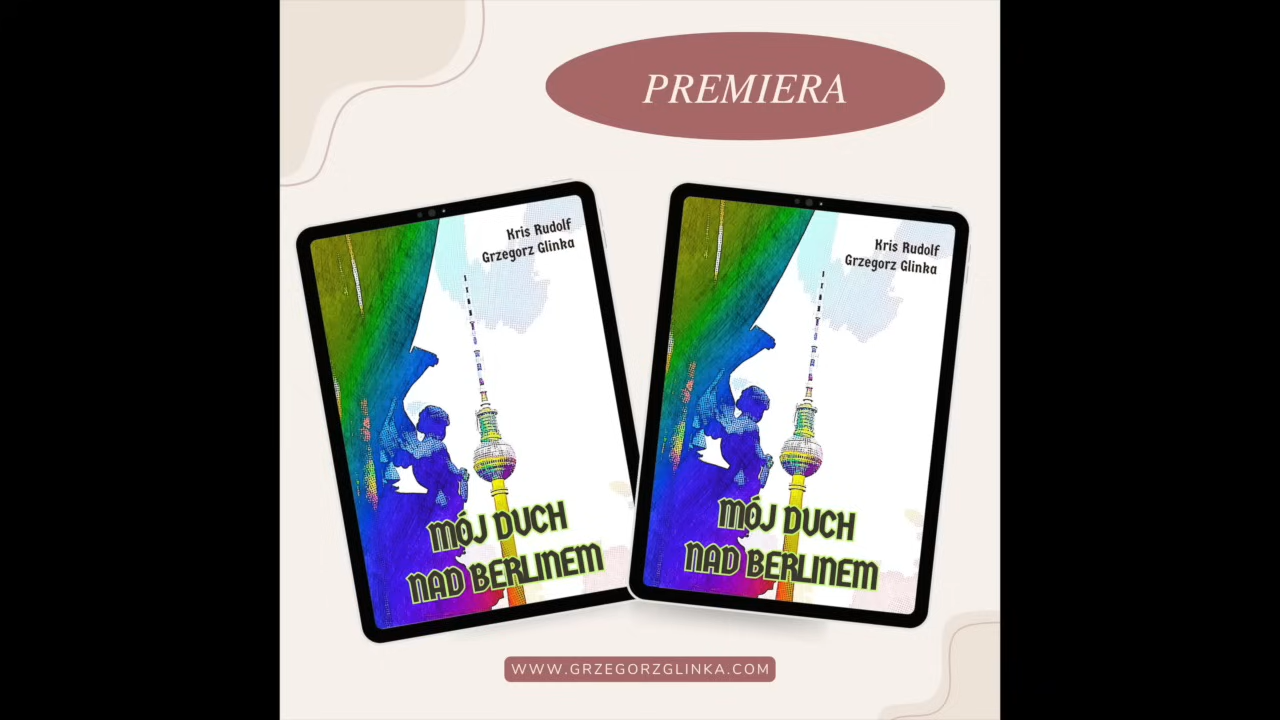 PREMIERA
Kris Rudolf
Grzegorz Glinka
MÓJ DUCH
NAD BERLINEM
Kris Rudolf
Grzegorz Glinka
MÓJ DUCH
NAD BERLINEM
WWW.GRZEGORZGLINKA.COM